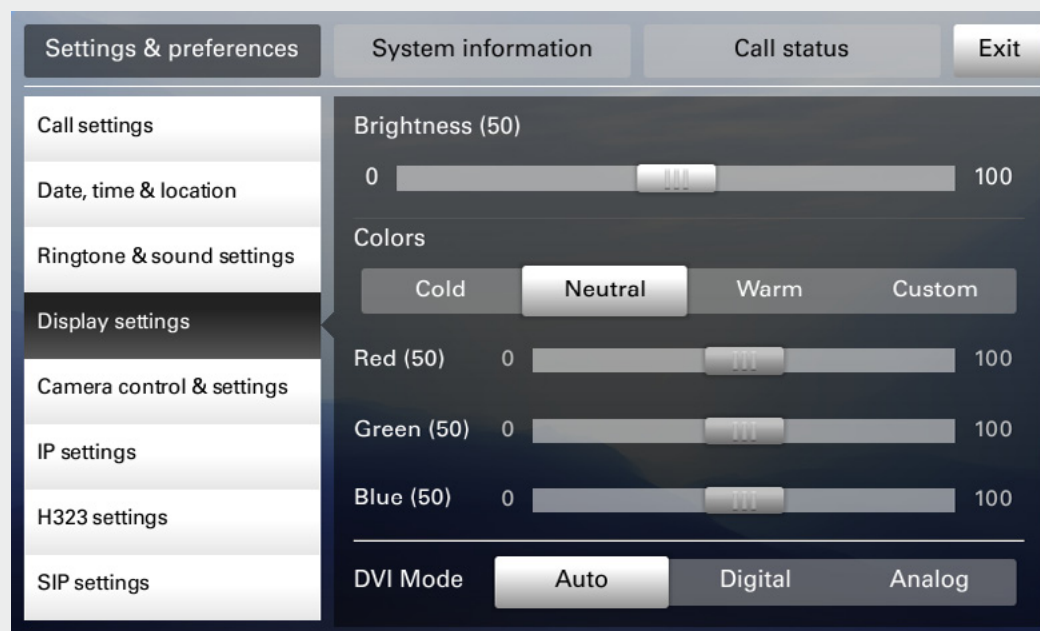 Settings & preferences System information Call status Exit
Call settings
Date, time & location
Ringtone & sound settings
Display settings
Camera control & settings
IP settings
H323 settings
SIP settings
Brightness (50)
0 100
Colors
Cold Neutral Warm Custom
Red (50) 0 100
Green (50) 0 100
Blue (50) 0 100
DVI Mode Auto Digital Analog